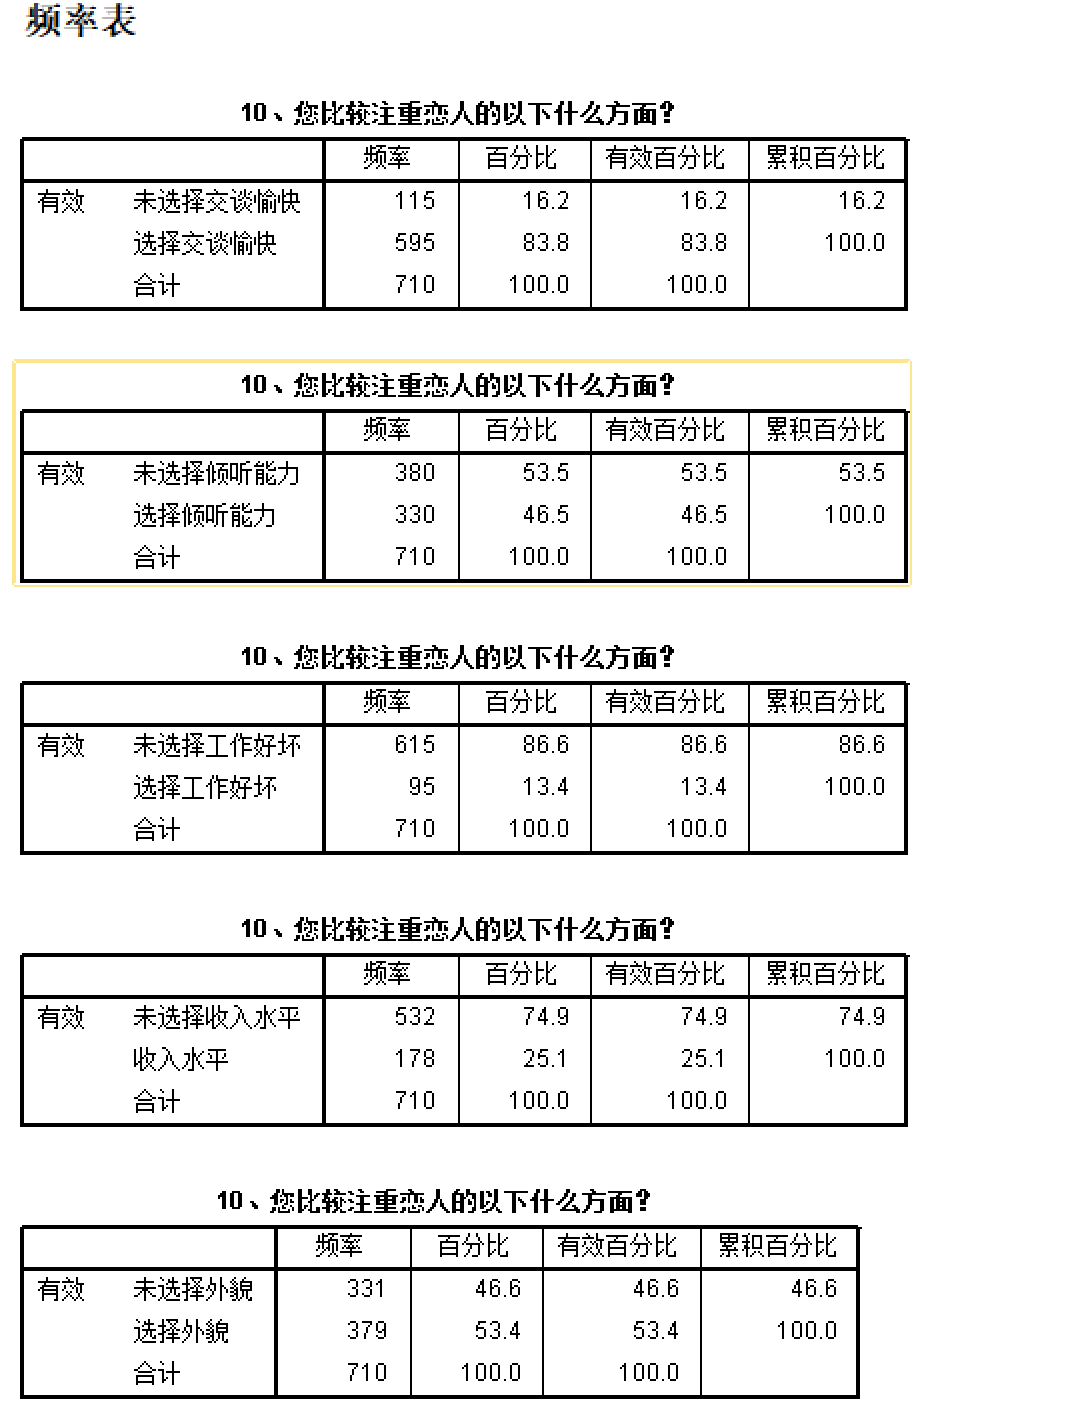 频率表
10、您比较注重恋人的以下什么方面?
频率 百分比 有效百分比 累积百分比
有效 未选择交谈愉快 115 16.2 16.2 16.2
选择交谈愉快 595 83.8 83.8 100.0
合计 710 100.0 100.0
10、您比较注重恋人的以下什么方面?
频率 百分比 有效百分比 累积百分比
有效 未选择倾听能力 380 53.5 53.5 53.5
选择倾听能力 330 46.5 46.5 100.0
合计 710 100.0 100.0
10、您比较注重恋人的以下什么方面?
频率 百分比 有效百分比 累积百分比
有效 未选择工作好坏 615 86.6 86.6 86.6
选择工作好坏 95 13.4 13.4 100.0
合计 710 100.0 100.0
10、您比较注重恋人的以下什么方面?
频率 百分比 有效百分比 累积百分比
有效 未选择收入水平 532 74.9 74.9 74.9
收入水平 178 25.1 25.1 100.0
合计 710 100.0 100.0
10、您比较注重恋人的以下什么方面?
频率 百分比 有效百分比 累积百分比
有效 未选择外貌 331 46.6 46.6 46.6
选择外貌 379 53.4 53.4 100.0
合计 710 100.0 100.0